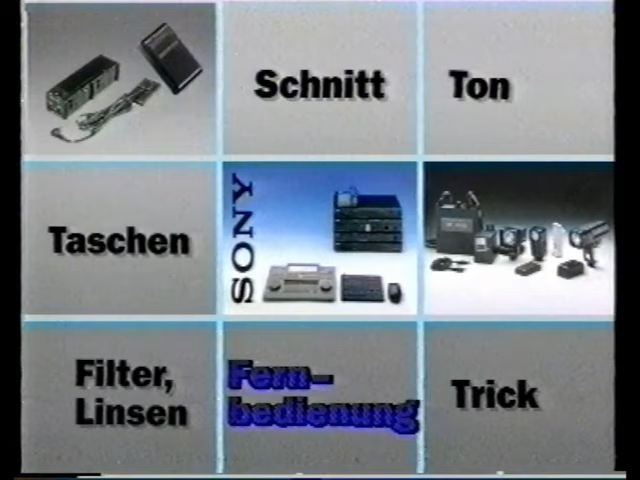 Schnitt
Ton
Taschen
SONY
Filter,
Linsen
Fern-
bedienung
Trick